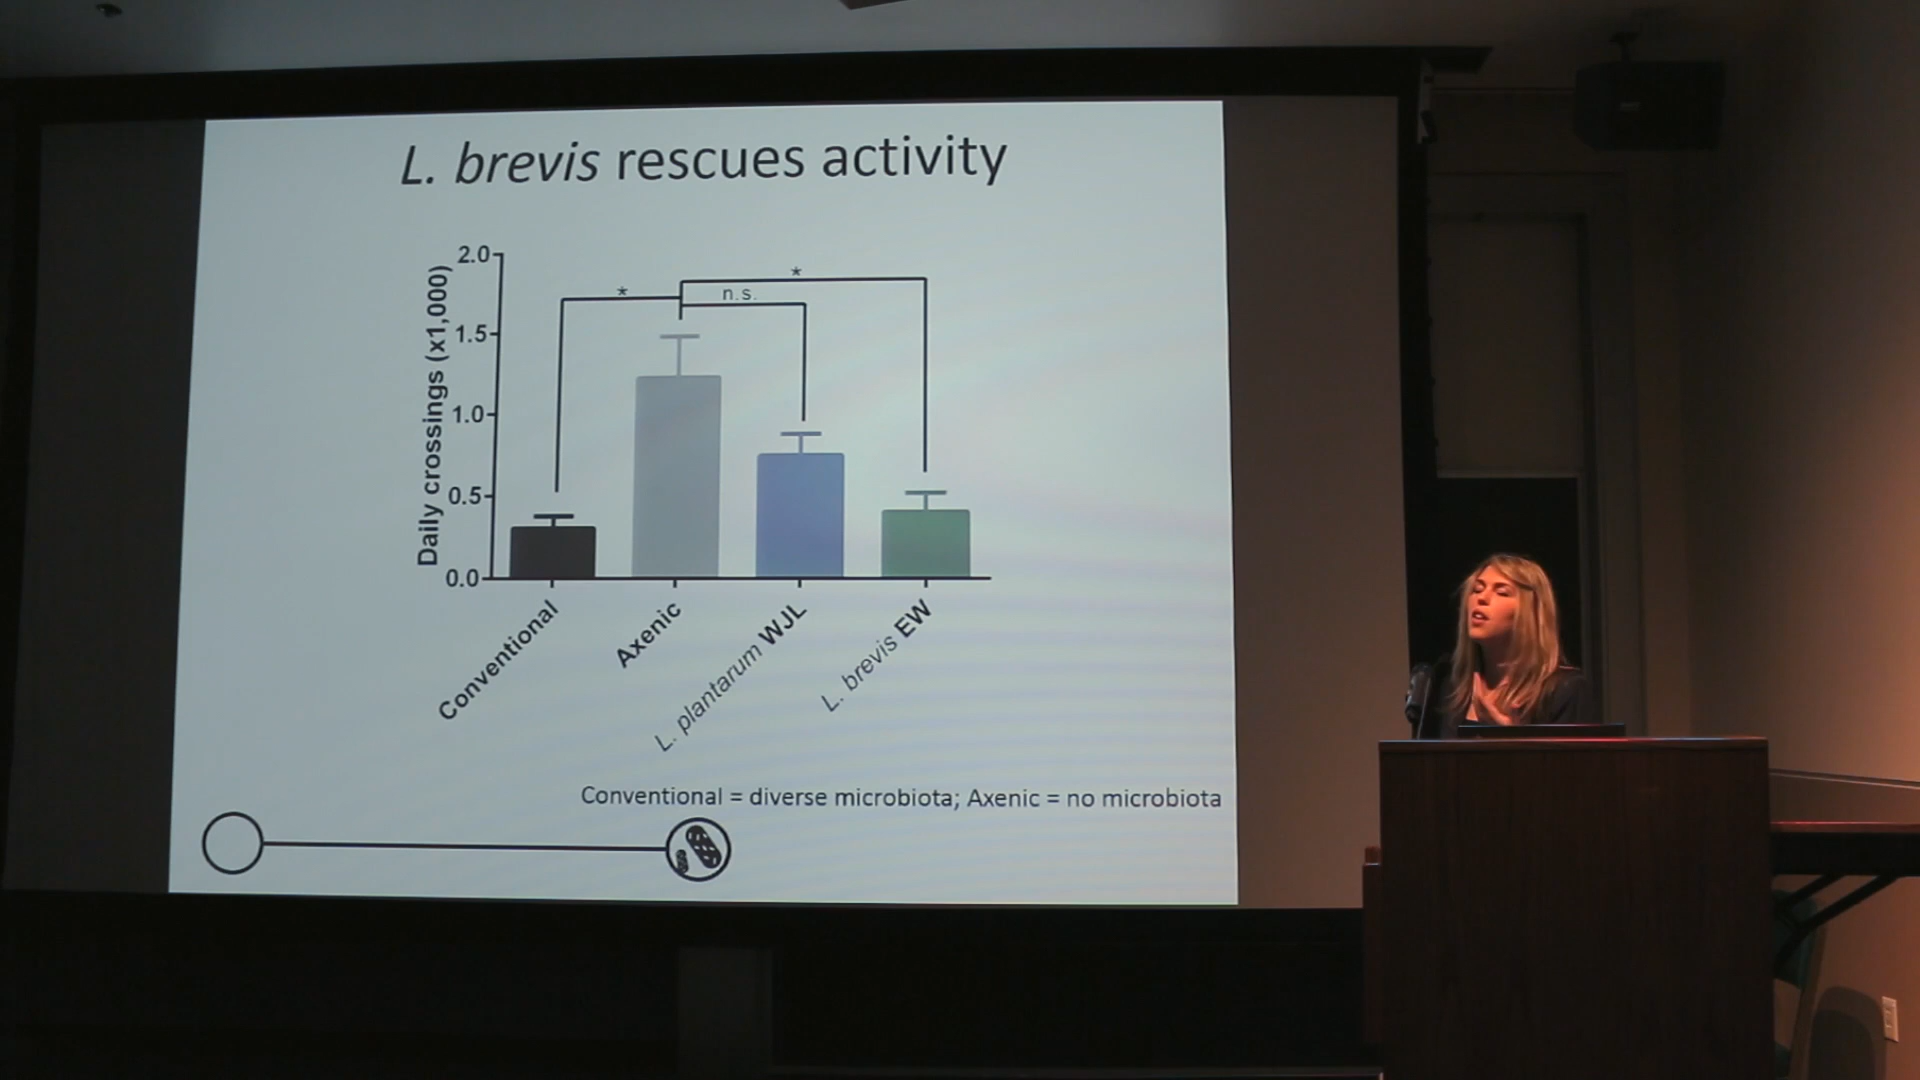 L. brevis rescues activity
Daily crossings (x1,000)
2.0
1.5
1.0
0.5
0.0
*
n.s.
*
Conventional
Axenic
L. plantarum WJL
L. brevis EW
Conventional = diverse microbiota; Axenic = no microbiota